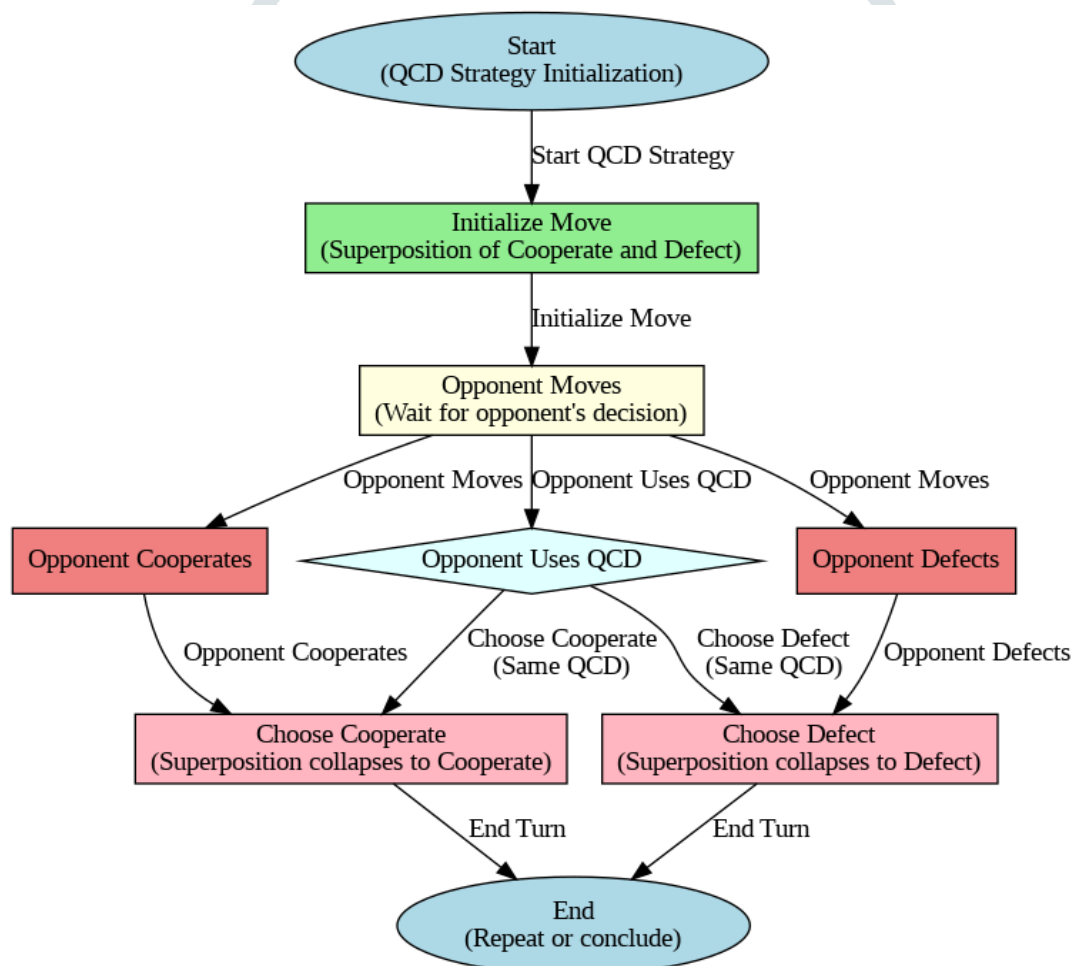 Start
(QCD Strategy Initialization)
Start QCD Strategy
Initialize Move
(Superposition of Cooperate and Defect)
Initialize Move
Opponent Moves
(Wait for opponent's decision)
Opponent Moves
Opponent Uses QCD
Opponent Moves
Opponent Cooperates
Opponent Uses QCD
Opponent Defects
Opponent Cooperates
Choose Cooperate
(Same QCD)
Choose Defect
(Same QCD)
Opponent Defects
Choose Cooperate
(Superposition collapses to Cooperate)
Choose Defect
(Superposition collapses to Defect)
End Turn
End Turn
End
(Repeat or conclude)